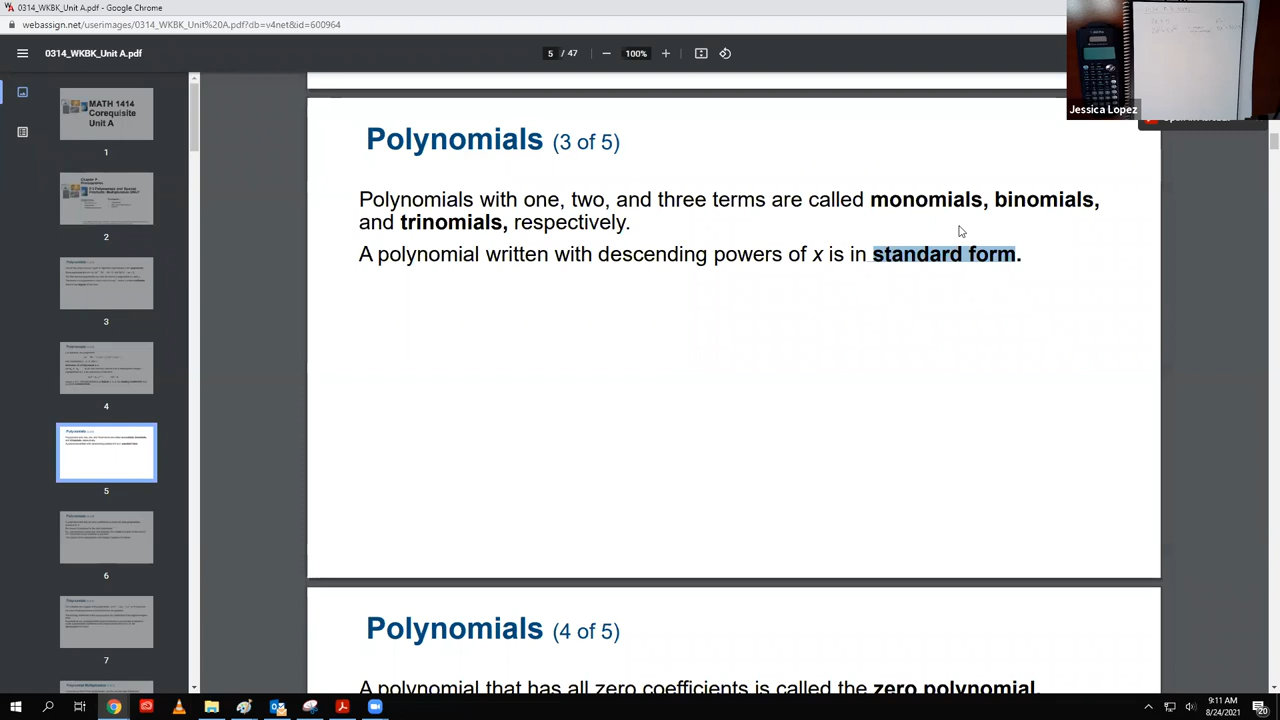 0314_WKBK_Unit A.pdf - Google Chrome
webassign.net/userimages/0314_WKBK_Unit%20A.pdf?db=v4net&id=600964
0314_WKBK_Unit A.pdf
5 / 47
100%
Jessica Lopez
MATH 1414
Corequisite
Unit A
1
2
3
4
5
6
7
Polynomials (3 of 5)
Polynomials with one, two, and three terms are called monomials, binomials,
and trinomials, respectively.
A polynomial written with descending powers of x is in standard form.
Polynomials (4 of 5)
A polynomial that has all zero coefficients is called the zero polynomial,
9:11 AM
8/24/2021
20